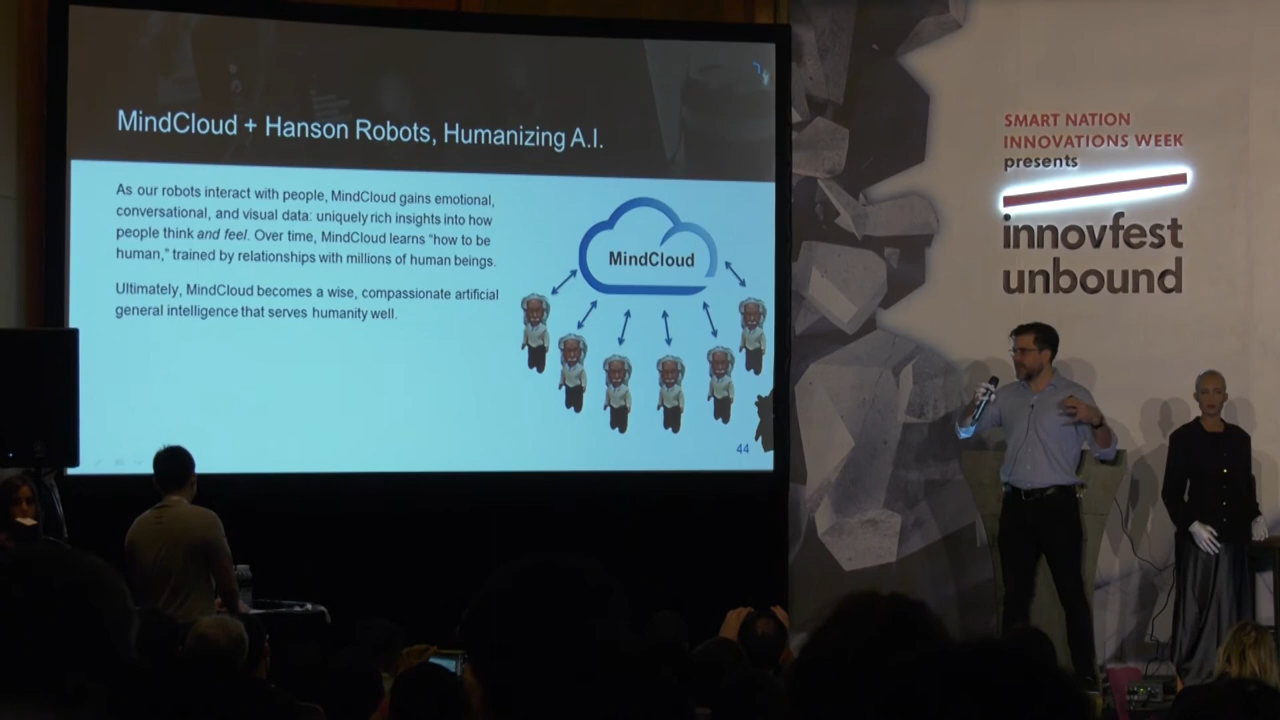 MindCloud + Hanson Robots, Humanizing A.I.
As our robots interact with people, MindCloud gains emotional,
conversational, and visual data: uniquely rich insights into how
people think and feel. Over time, MindCloud learns “how to be
human,” trained by relationships with millions of human beings.
Ultimately, MindCloud becomes a wise, compassionate artificial
general intelligence that serves humanity well.
MindCloud
44
SMART NATION
INNOVATIONS WEEK
presents
innovfest
unbound